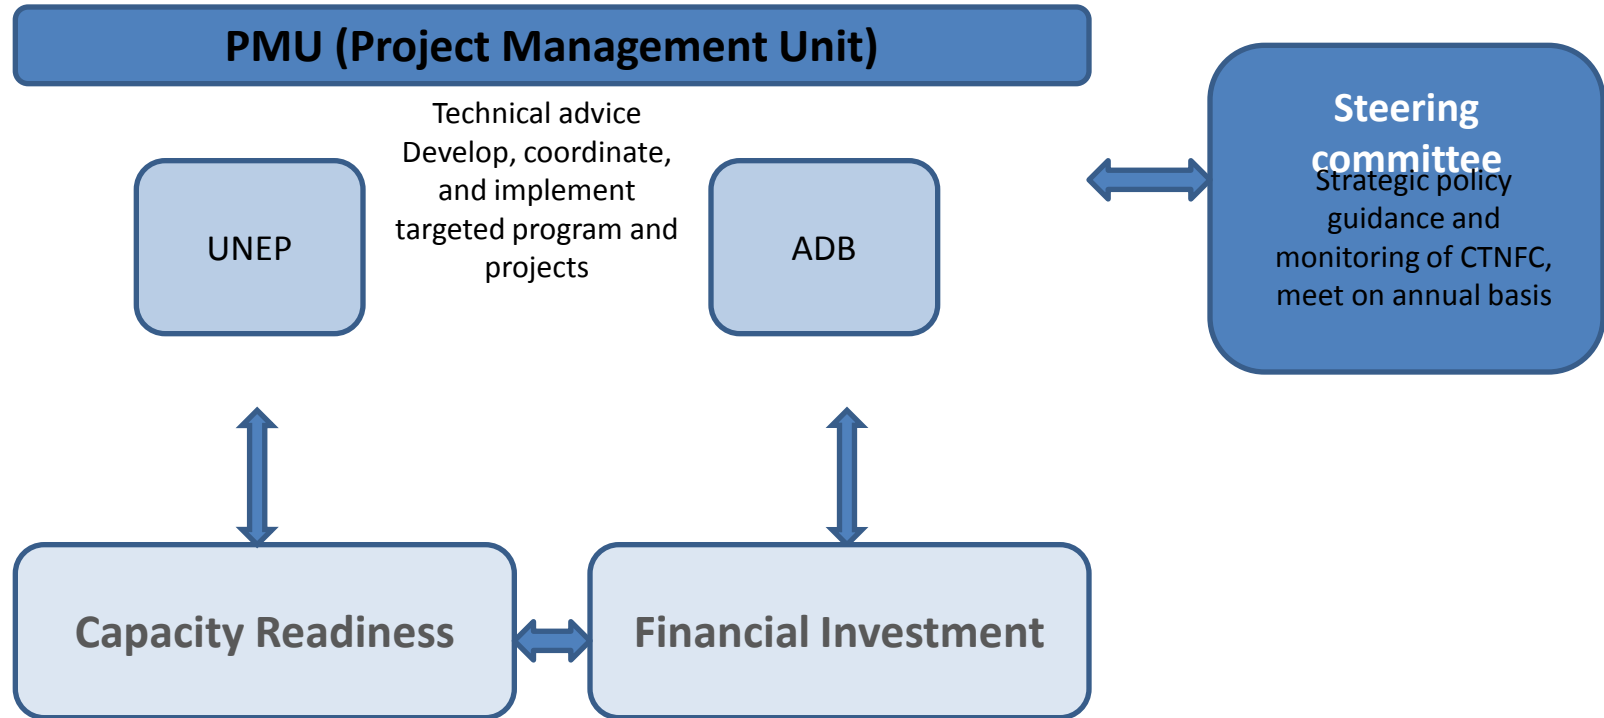 PMU (Project Management Unit)
Technical advice
Develop, coordinate,
and implement
targeted program and
projects
UNEP
ADB
Steering
committee
Strategic policy
guidance and
monitoring of CTNFC,
meet on annual basis
Capacity Readiness
Financial Investment